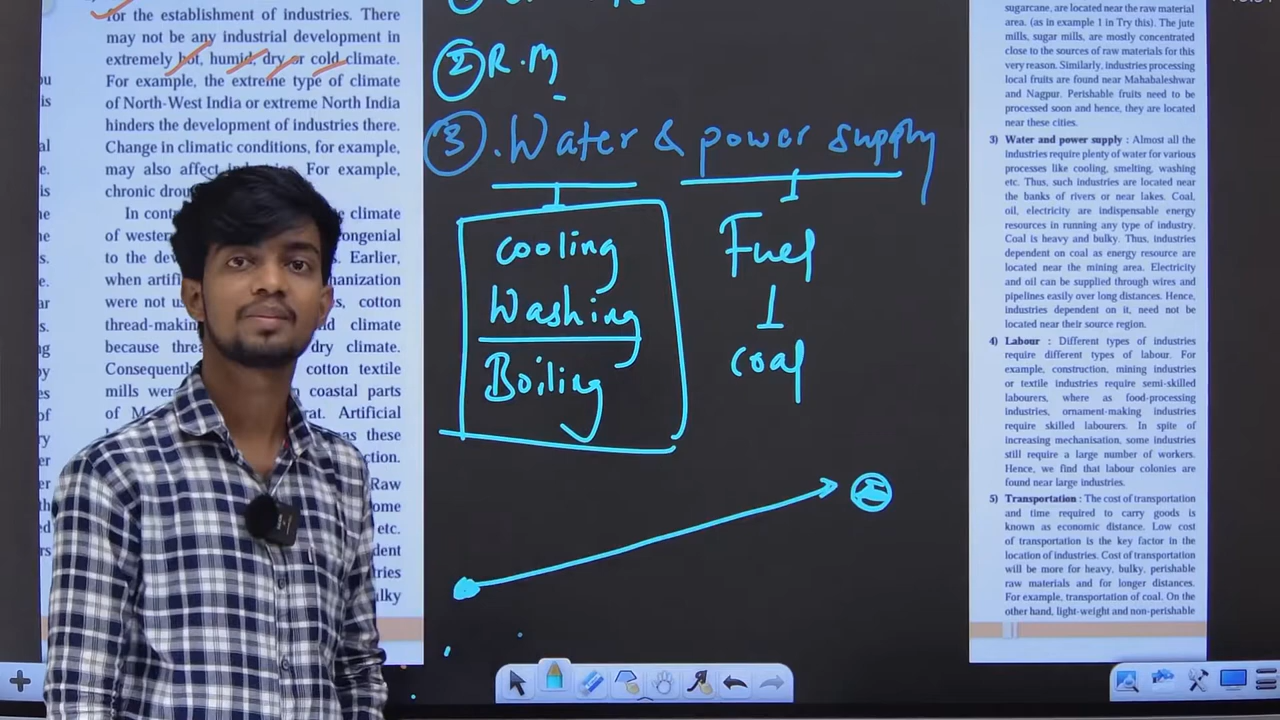 for the establishment of industries. There
may not be any industrial development in
extremely hot, humid, dry or cold climate.
For example, the extreme type of climate
of North-West India or extreme North India
hinders the development of industries there.
Change in climatic conditions, for example,
may also affect For example,
chronic
In climate
of congenial
to the Earlier,
when
were not cotton
climate
because dry climate.
Consequently cotton textile
mills coastal parts
of Artificial
as these
Raw
etc.
② R.M
③ . Water & power supply
Cooling
Washing
Boiling
Fuel
coal
sugarcane, are located near the raw material
area. (as in example 1 in Try this). The jute
mills, sugar mills, are mostly concentrated
close to the sources of raw materials for this
very reason. Similarly, industries processing
local fruits are found near Mahabaleshwar
and Nagpur. Perishable fruits need to be
processed soon and hence, they are located
near these cities.
3) Water and power supply : Almost all the
industries require plenty of water for various
processes like cooling, smelting, washing
etc. Thus, such industries are located near
the banks of rivers or near lakes. Coal,
oil, electricity are indispensable energy
resources in running any type of industry.
Coal is heavy and bulky. Thus, industries
dependent on coal as energy resource are
located near the mining area. Electricity
and oil can be supplied through wires and
pipelines easily over long distances. Hence,
industries dependent on it, need not be
located near their source region.
4) Labour : Different types of industries
require different types of labour. For
example, construction, mining industries
or textile industries require semi-skilled
labourers, where as food-processing
industries, ornament-making industries
require skilled labourers. In spite of
increasing mechanisation, some industries
still require a large number of workers.
Hence, we find that labour colonies are
found near large industries.
5) Transportation : The cost of transportation
and time required to carry goods is
known as economic distance. Low cost
of transportation is the key factor in the
location of industries. Cost of transportation
will be more for heavy, bulky, perishable
raw materials and for longer distances.
For example, transportation of coal. On the
other hand, light-weight and non-perishable